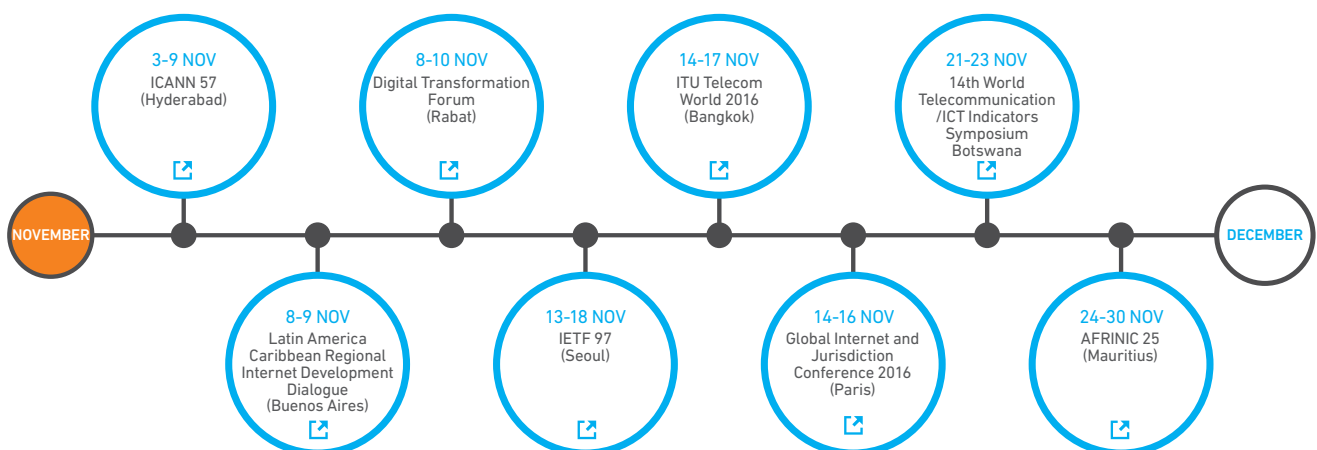 NOVEMBER
3-9 NOV
ICANN 57
(Hyderabad)
8-9 NOV
Latin America
Caribbean Regional
Internet Development
Dialogue
(Buenos Aires)
8-10 NOV
Digital Transformation
Forum
(Rabat)
13-18 NOV
IETF 97
(Seoul)
14-17 NOV
ITU Telecom
World 2016
(Bangkok)
14-16 NOV
Global Internet and
Jurisdiction
Conference 2016
(Paris)
21-23 NOV
14th World
Telecommunication
/ICT Indicators
Symposium
Botswana
24-30 NOV
AFRINIC 25
(Mauritius)
DECEMBER